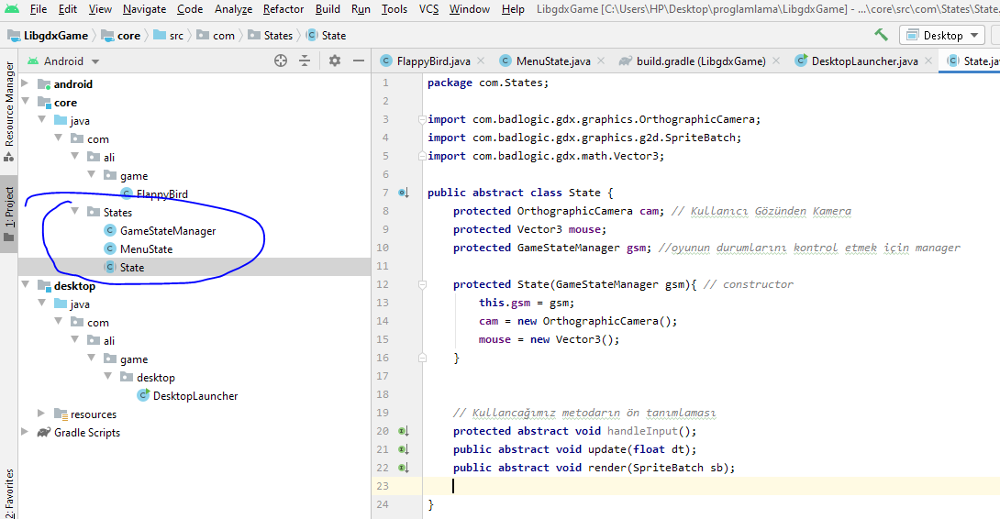 File Edit View Navigate Code Analyze Refactor Build Run Tools VCS Window Help LibgdxGame [C:\Users\HP\Desktop\proglamlama\LibgdxGame] - ...\core\src\com\States\State.
LibgdxGame core src com States State Desktop
Android FlappyBird.java MenuState.java build.gradle (LibgdxGame) DesktopLauncher.java State.ja
Resource Manager
1: Project
2: Favorites
android
core
java
com
ali
game
FlappyBird
States
GameStateManager
MenuState
State
desktop
java
com
ali
game
desktop
DesktopLauncher
resources
Gradle Scripts
1 package com.States;
2
3 import com.badlogic.gdx.graphics.OrthographicCamera;
4 import com.badlogic.gdx.graphics.g2d.SpriteBatch;
5 import com.badlogic.gdx.math.Vector3;
6
7 public abstract class State {
8 protected OrthographicCamera cam; // Kullanıcı Gözünden Kamera
9 protected Vector3 mouse;
10 protected GameStateManager gsm; //oyunun durumlarını kontrol etmek için manager
11
12 protected State(GameStateManager gsm){ // constructor
13 this.gsm = gsm;
14 cam = new OrthographicCamera();
15 mouse = new Vector3();
16 }
17
18
19 // Kullancağımız metodarın ön tanımlaması
20 protected abstract void handleInput();
21 public abstract void update(float dt);
22 public abstract void render(SpriteBatch sb);
23
24 }